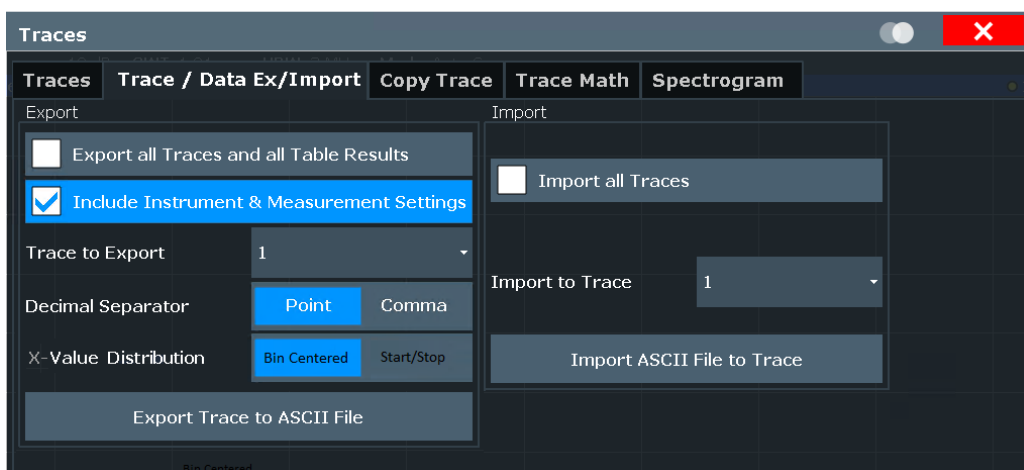 Traces
Traces
Trace / Data Ex/Import
Copy Trace
Trace Math
Spectrogram
Export
Export all Traces and all Table Results
Include Instrument & Measurement Settings
Trace to Export
1
Decimal Separator
Point
Comma
X-Value Distribution
Bin Centered
Start/Stop
Export Trace to ASCII File
Import
Import all Traces
Import to Trace
1
Import ASCII File to Trace
Bin Centered